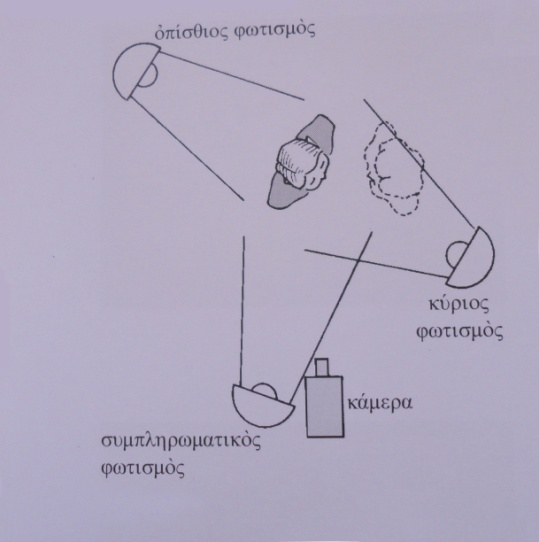 ὀπίσθιος φωτισμὸς
κύριος
φωτισμὸς
κάμερα
συμπληρωματικὸς
φωτισμὸς